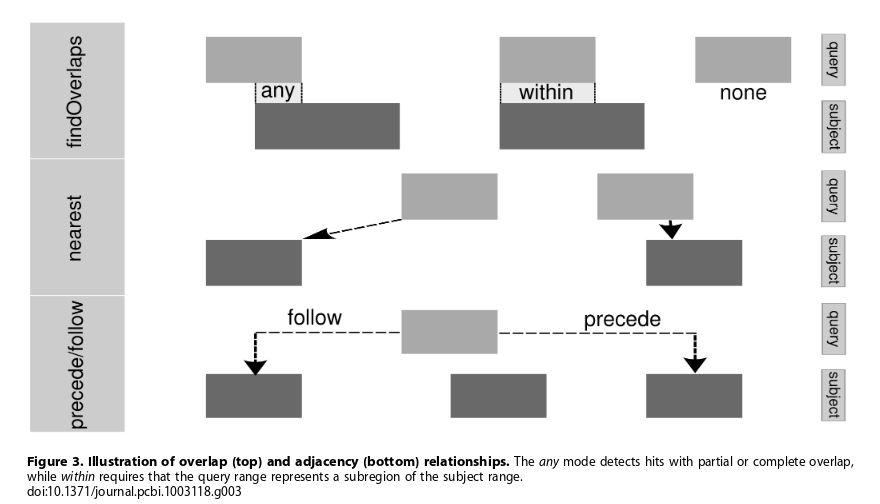 findOverlaps
any
within
none
query
subject
nearest
query
subject
precede/follow
follow
precede
query
subject
Figure 3. Illustration of overlap (top) and adjacency (bottom) relationships. The any mode detects hits with partial or complete overlap,
while within requires that the query range represents a subregion of the subject range.
doi:10.1371/journal.pcbi.1003118.g003